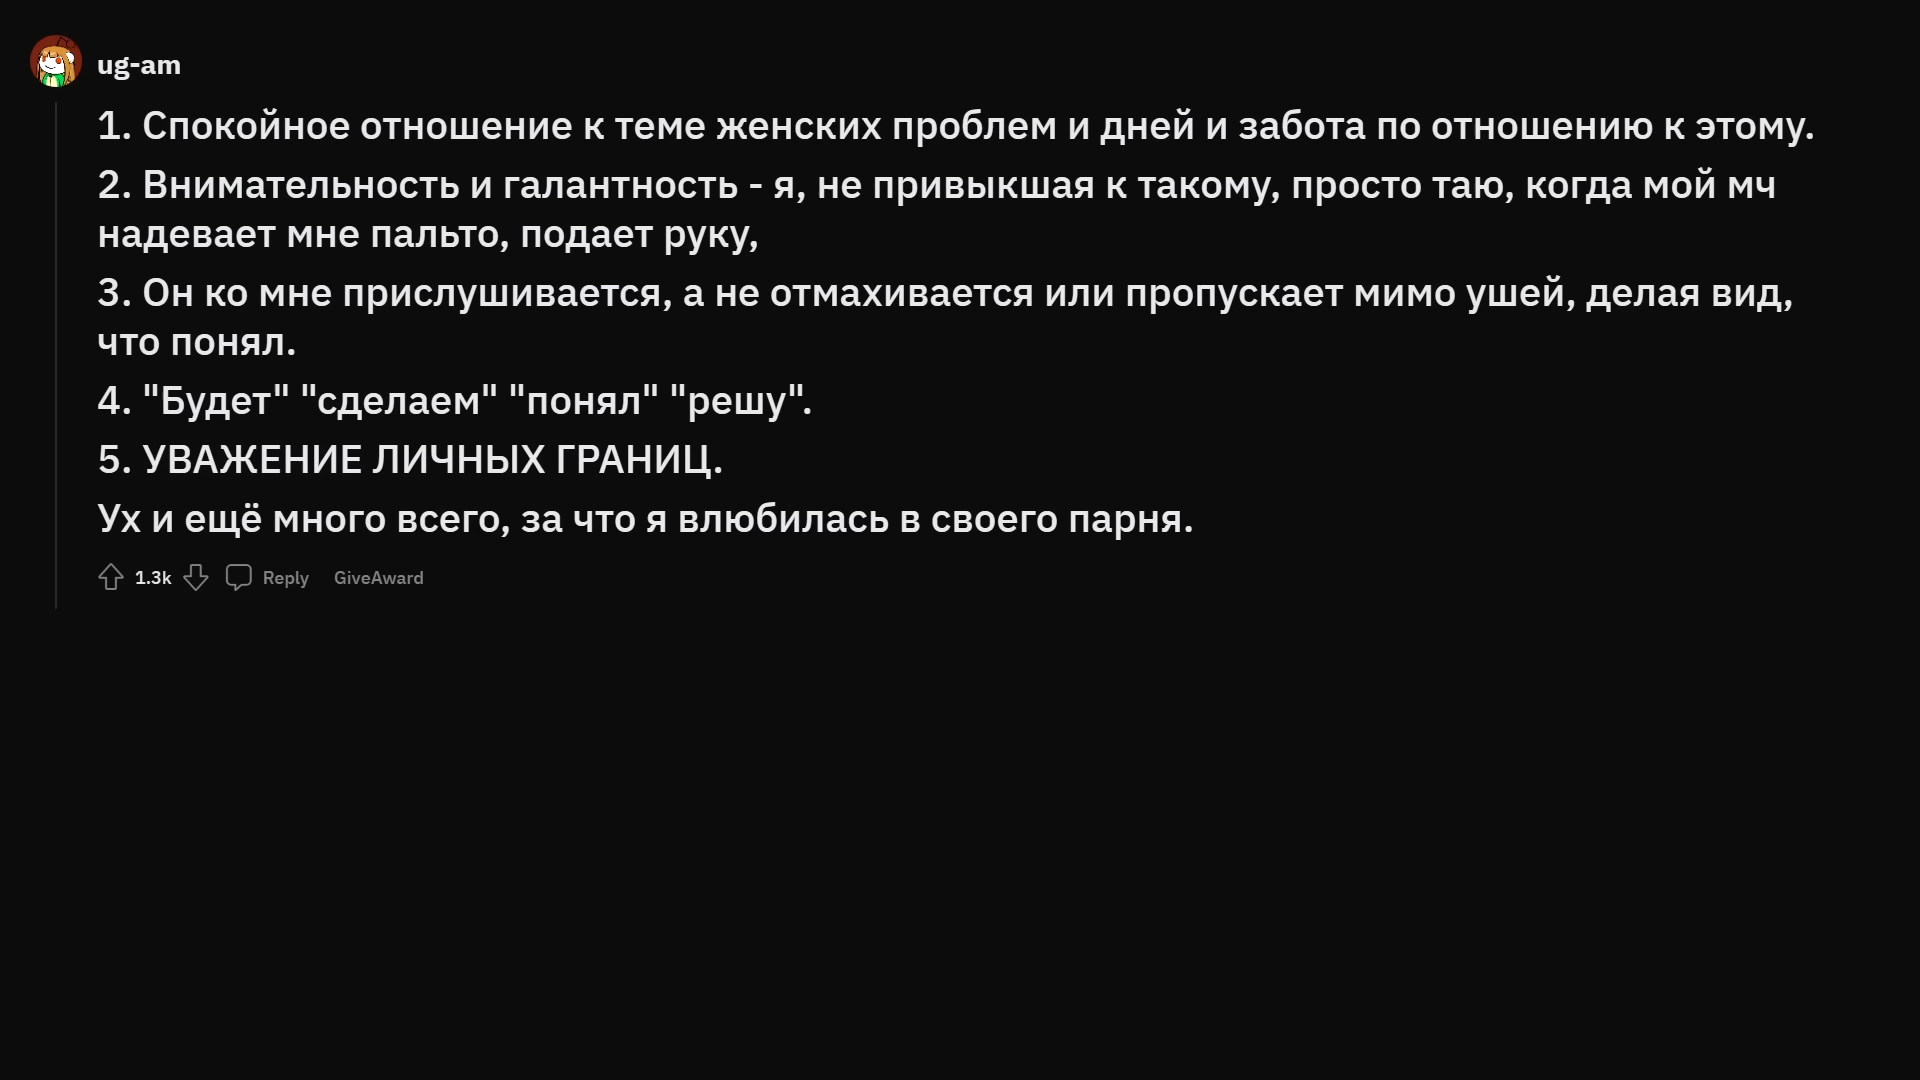 ug-am
1. Спокойное отношение к теме женских проблем и дней и забота по отношению к этому.
2. Внимательность и галантность - я, не привыкшая к такому, просто таю, когда мой мч
надевает мне пальто, подает руку,
3. Он ко мне прислушивается, а не отмахивается или пропускает мимо ушей, делая вид,
что понял.
4. "Будет" "сделаем" "понял" "решу".
5. УВАЖЕНИЕ ЛИЧНЫХ ГРАНИЦ.
Ух и ещё много всего, за что я влюбилась в своего парня.
1.3k Reply GiveAward